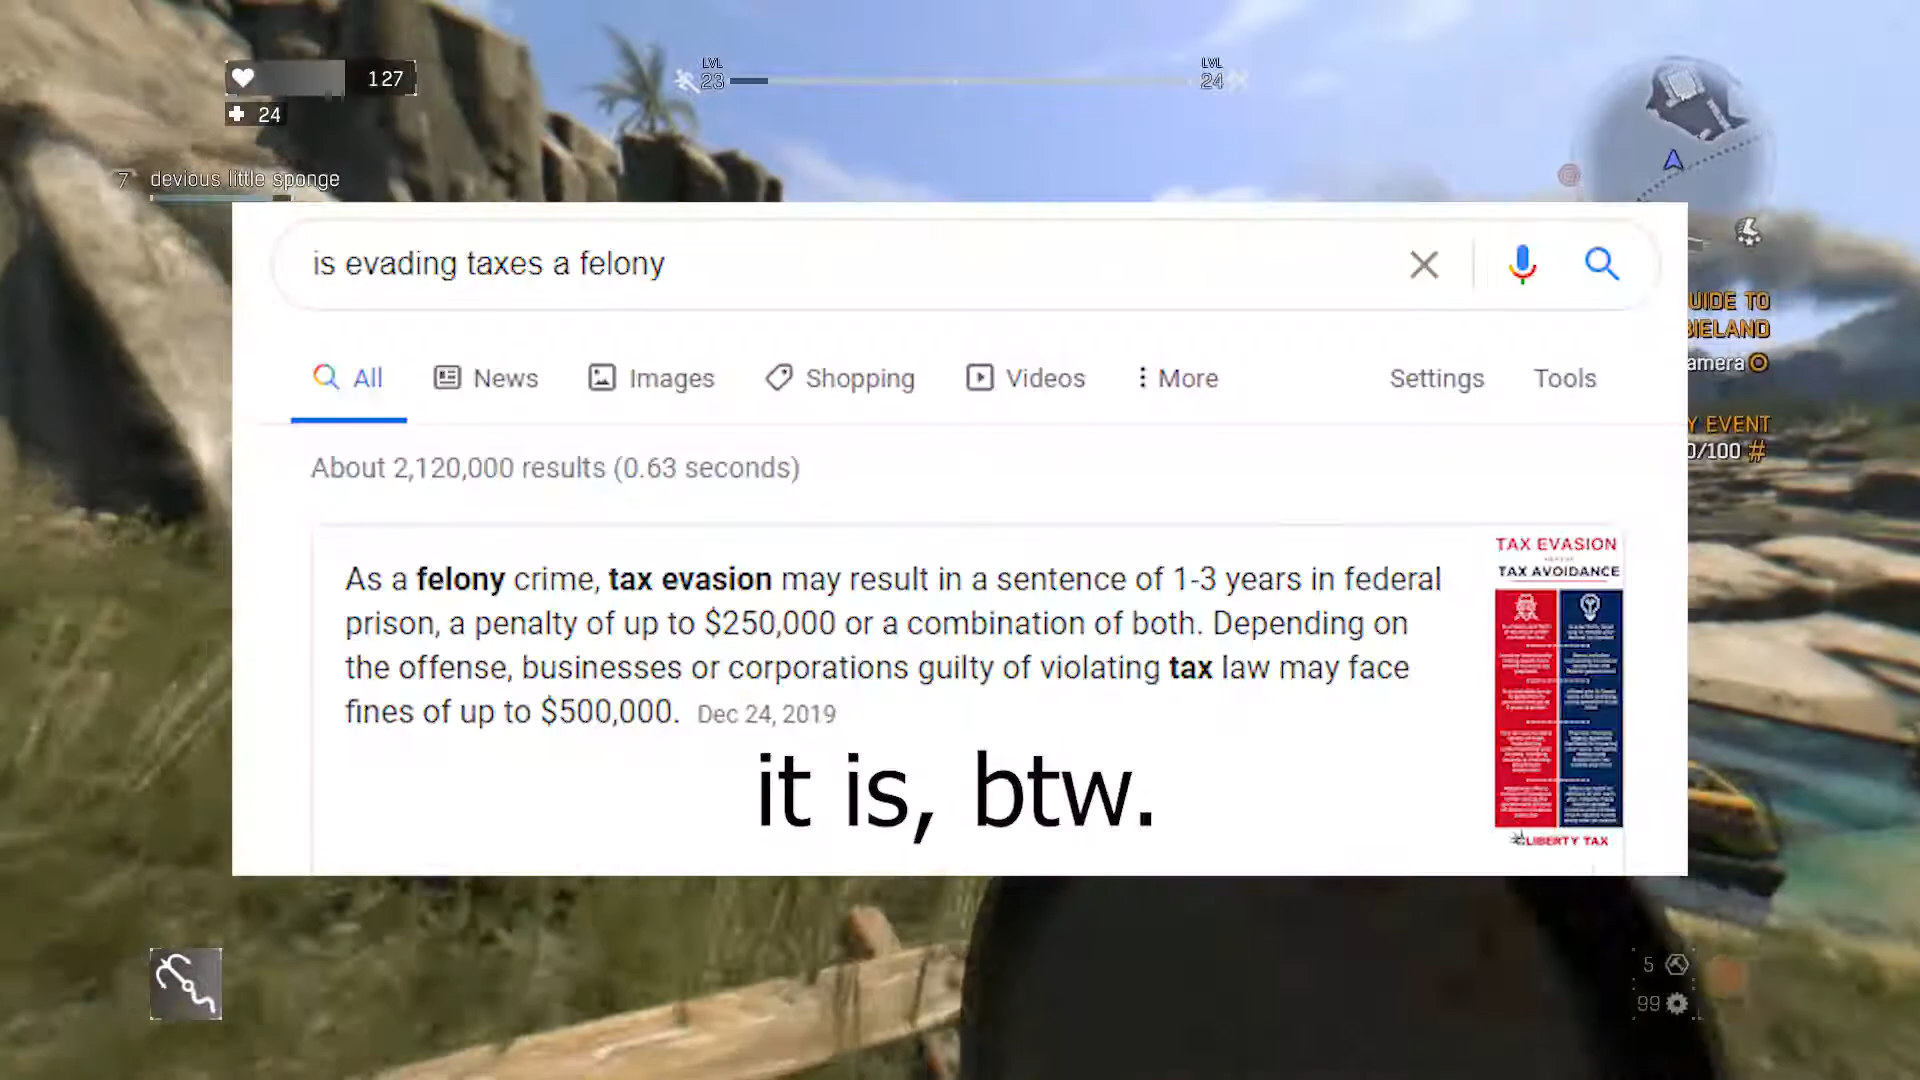 127
LVL
23
LVL
24
24
7 devious little sponge
is evading taxes a felony
UIDE TO
BIELAND
amera
All
News
Images
Shopping
Videos
More
Settings
Tools
Y EVENT
0/100 #
About 2,120,000 results (0.63 seconds)
TAX EVASION
TAX AVOIDANCE
As a felony crime, tax evasion may result in a sentence of 1-3 years in federal
prison, a penalty of up to $250,000 or a combination of both. Depending on
the offense, businesses or corporations guilty of violating tax law may face
fines of up to $500,000. Dec 24, 2019
it is, btw.
LIBERTY TAX
5
99